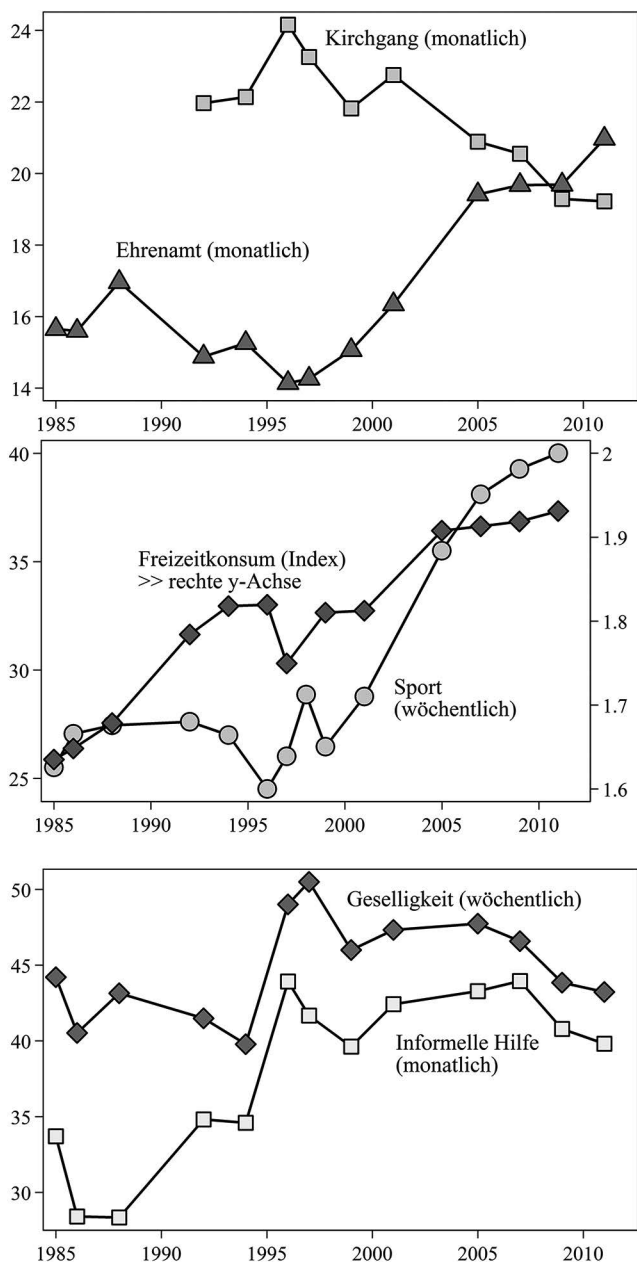 24
22
20
18
16
14
Kirchgang (monatlich)
Ehrenamt (monatlich)
1985 1990 1995 2000 2005 2010
40
35
30
25
2
1.9
1.8
1.7
1.6
Freizeitkonsum (Index)
>> rechte y-Achse
Sport
(wöchentlich)
1985 1990 1995 2000 2005 2010
50
45
40
35
30
Geselligkeit (wöchentlich)
Informelle Hilfe
(monatlich)
1985 1990 1995 2000 2005 2010